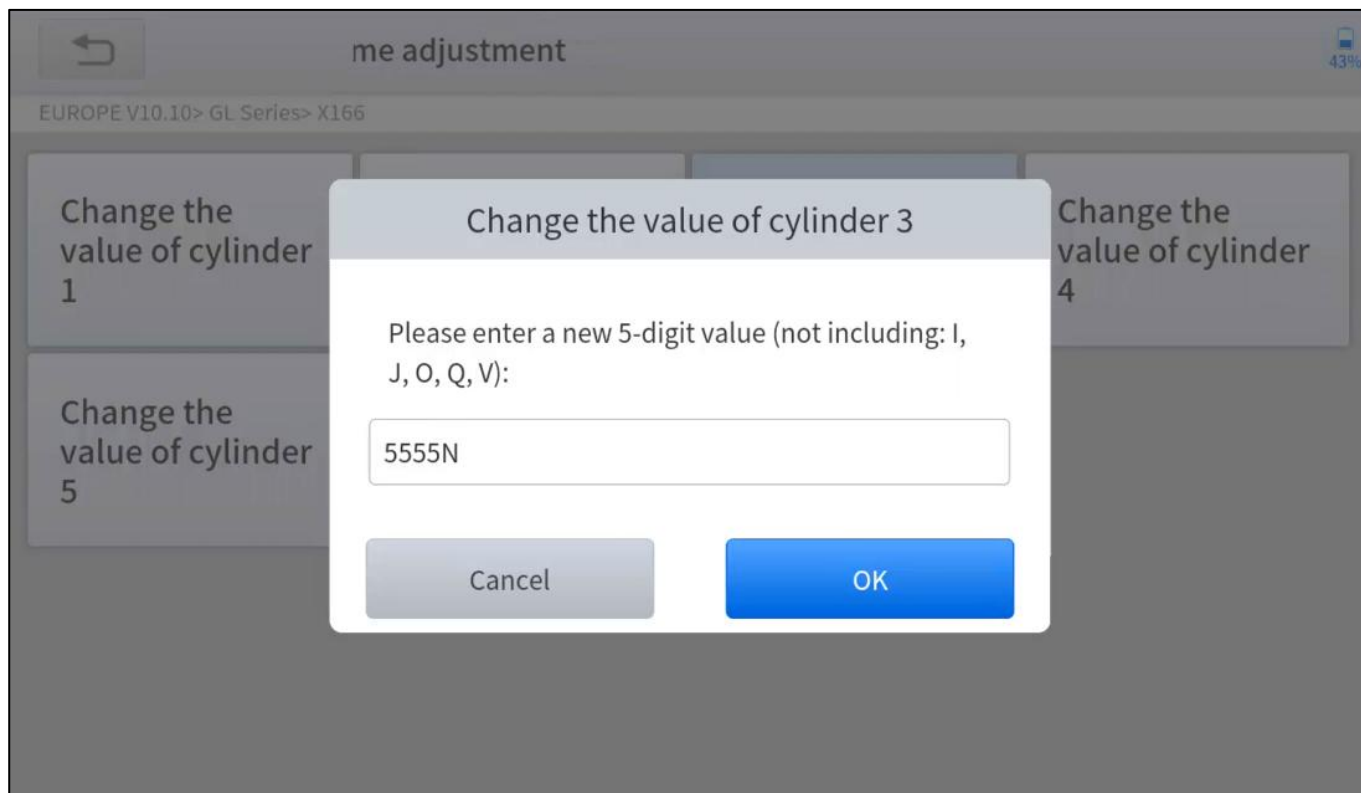 me adjustment
43%
EUROPE V10.10> GL Series> X166
Change the
value of cylinder
1
Change the
value of cylinder
4
Change the
value of cylinder
5
Change the value of cylinder 3
Please enter a new 5-digit value (not including: I,
J, O, Q, V):
5555N
Cancel
OK